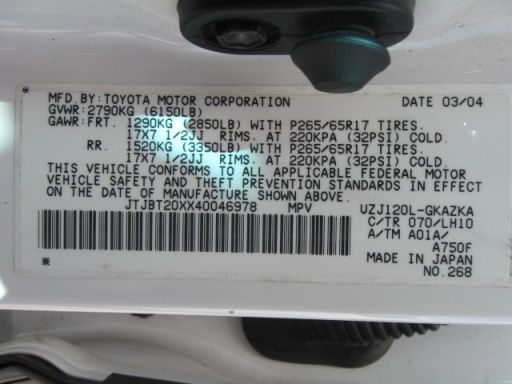 MFD.BY:TOYOTA MOTOR CORPORATION DATE 03/04
GVWR:2790KG (6150LB)
GAWR:FRT. 1290KG (2850LB) WITH P265/65R17 TIRES.
17X7 1/2JJ RIMS. AT 220KPA (32PSI) COLD.
RR. 1520KG (3350LB) WITH P265/65R17 TIRES.
17X7 1/2JJ RIMS. AT 220KPA (32PSI) COLD.
THIS VEHICLE CONFORMS TO ALL APPLICABLE FEDERAL MOTOR
VEHICLE SAFETY AND THEFT PREVENTION STANDARDS IN EFFECT
ON THE DATE OF MANUFACTURE SHOWN ABOVE.
JTJBT20XX40046978 MPV UZJ120L-GKAZKA
C/TR 070/LH10
A/TM A01A/
A750F
MADE IN JAPAN
NO.268